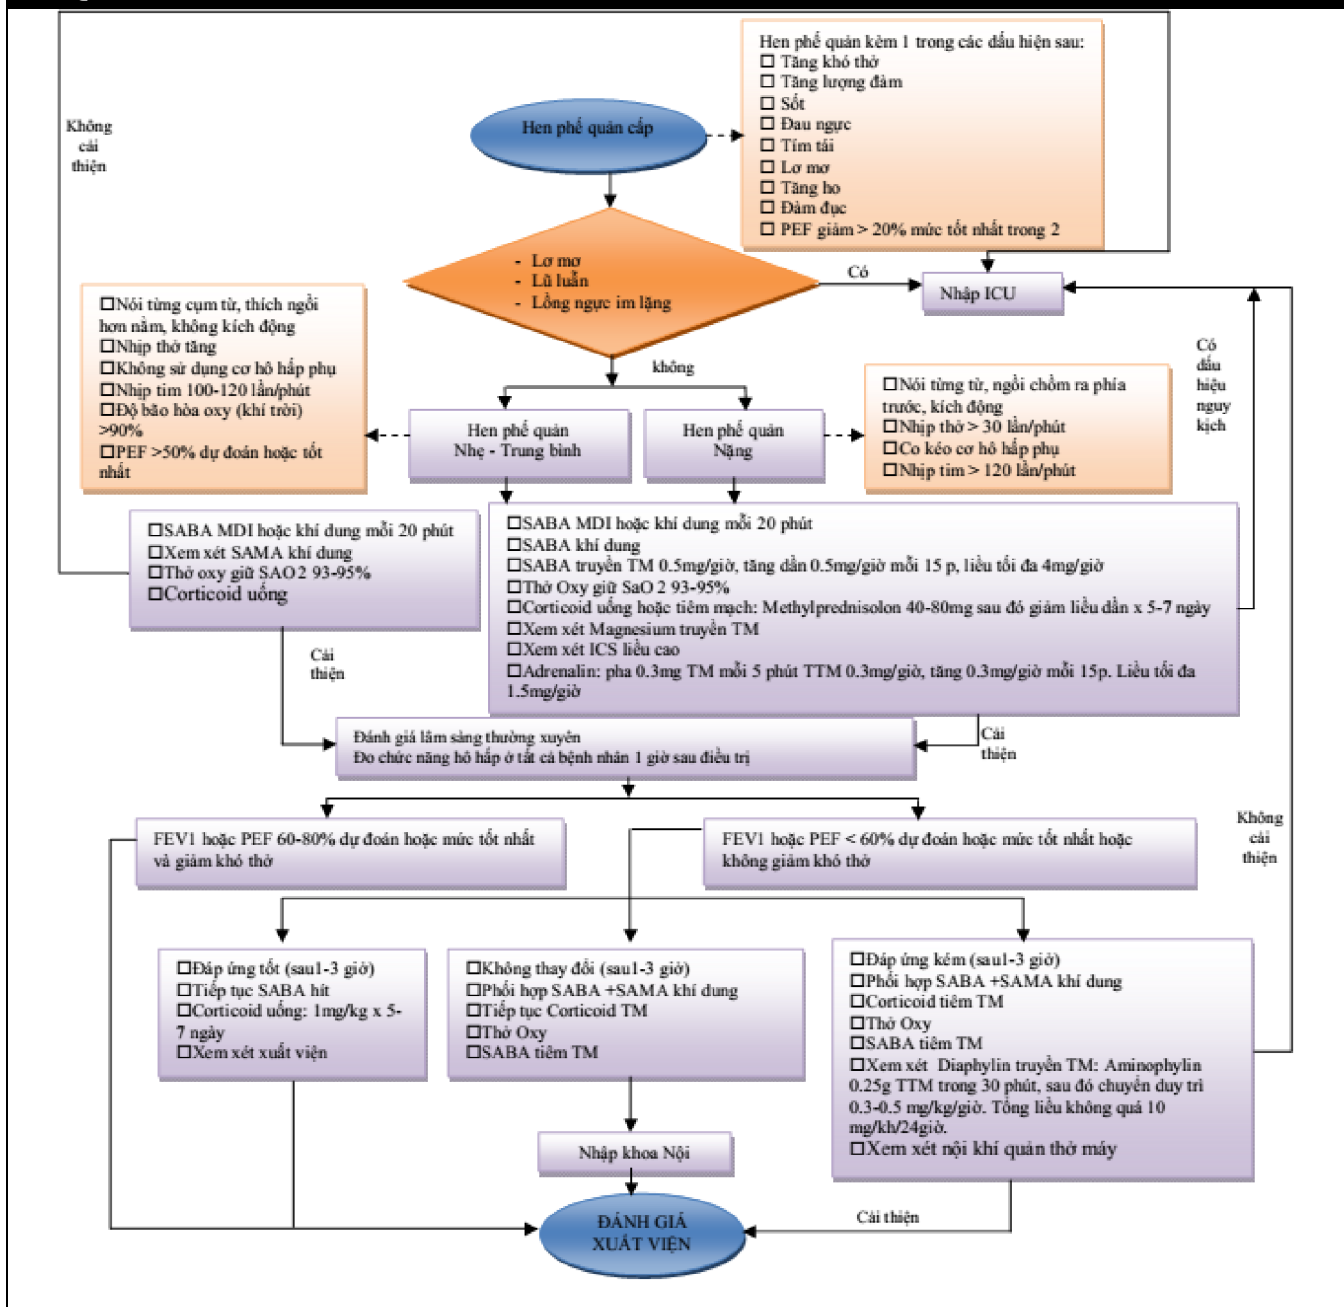 Hen phế quản kèm 1 trong các dấu hiện sau:
☐ Tăng khó thở
☐ Tăng lượng đàm
☐ Sốt
☐ Đau ngực
☐ Tím tái
☐ Lơ mơ
☐ Tăng ho
☐ Đàm đục
☐ PEF giảm > 20% mức tốt nhất trong 2
Hen phế quản cấp
Không
cải
thiện
- Lơ mơ
- Lũ luẫn
- Lồng ngực im lặng
Có
Nhập ICU
không
☐Nói từng cụm từ, thích ngồi
hơn nằm, không kích động
☐Nhịp thở tăng
☐Không sử dụng cơ hô hấp phụ
☐Nhịp tim 100-120 lần/phút
☐Độ bão hòa oxy (khí trời)
>90%
☐PEF >50% dự đoán hoặc tốt
nhất
Hen phế quản
Nhẹ - Trung bình
Hen phế quản
Nặng
☐Nói từng từ, ngồi chồm ra phía
trước, kích động
☐Nhịp thở > 30 lần/phút
☐Co kéo cơ hô hấp phụ
☐Nhịp tim > 120 lần/phút
Có
dấu
hiệu
nguy
kịch
☐SABA MDI hoặc khí dung mỗi 20 phút
☐Xem xét SAMA khí dung
☐Thở oxy giữ SAO2 93-95%
☐Corticoid uống
☐SABA MDI hoặc khí dung mỗi 20 phút
☐SABA khí dung
☐SABA truyền TM 0.5mg/giờ, tăng dần 0.5mg/giờ mỗi 15 p, liều tối đa 4mg/giờ
☐Thở Oxy giữ SaO 2 93-95%
☐Corticoid uống hoặc tiêm mạch: Methylprednisolon 40-80mg sau đó giảm liều dần x 5-7 ngày
☐Xem xét Magnesium truyền TM
☐Xem xét ICS liều cao
☐Adrenalin: pha 0.3mg TM mỗi 5 phút TTM 0.3mg/giờ, tăng 0.3mg/giờ mỗi 15p. Liều tối đa
1.5mg/giờ
Cải
thiện
Đánh giá lâm sàng thường xuyên
Đo chức năng hô hấp ở tất cả bệnh nhân 1 giờ sau điều trị
Cải
thiện
FEV1 hoặc PEF 60-80% dự đoán hoặc mức tốt nhất
và giảm khó thở
FEV1 hoặc PEF < 60% dự đoán hoặc mức tốt nhất hoặc
không giảm khó thở
Không
cải
thiện
☐Đáp ứng tốt (sau1-3 giờ)
☐Tiếp tục SABA hít
☐Corticoid uống: 1mg/kg x 5-
7 ngày
☐Xem xét xuất viện
☐Không thay đổi (sau1-3 giờ)
☐Phối hợp SABA +SAMA khí dung
☐Tiếp tục Corticoid TM
☐Thở Oxy
☐SABA tiêm TM
☐Đáp ứng kém (sau1-3 giờ)
☐Phối hợp SABA +SAMA khí dung
☐Corticoid tiêm TM
☐Thở Oxy
☐SABA tiêm TM
☐Xem xét Diaphylin truyền TM: Aminophylin
0.25g TTM trong 30 phút, sau đó chuyển duy trì
0.3-0.5 mg/kg/giờ. Tổng liều không quá 10
mg/kh/24giờ.
☐Xem xét nội khí quản thở máy
Nhập khoa Nội
ĐÁNH GIÁ
XUẤT VIỆN
Cải thiện